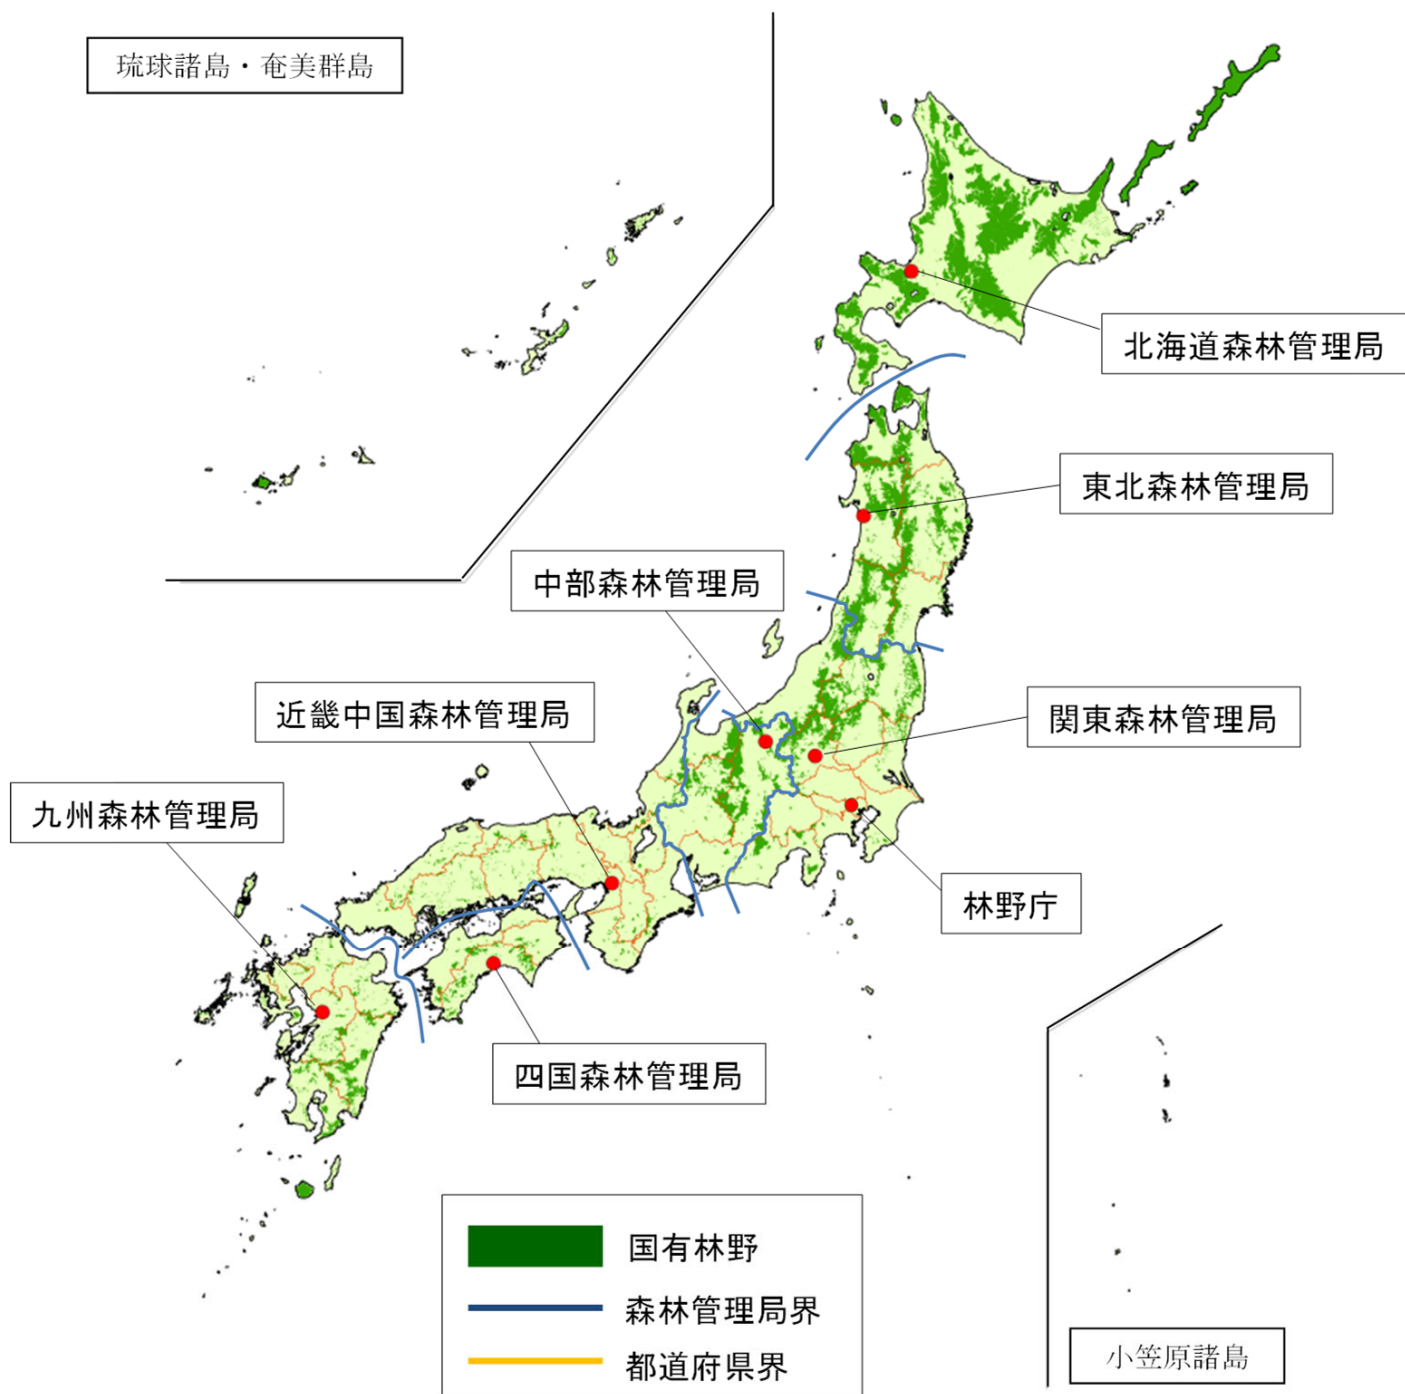 琉球諸島・奄美群島
北海道森林管理局
東北森林管理局
中部森林管理局
近畿中国森林管理局
関東森林管理局
九州森林管理局
林野庁
四国森林管理局
国有林野
森林管理局界
都道府県界
小笠原諸島